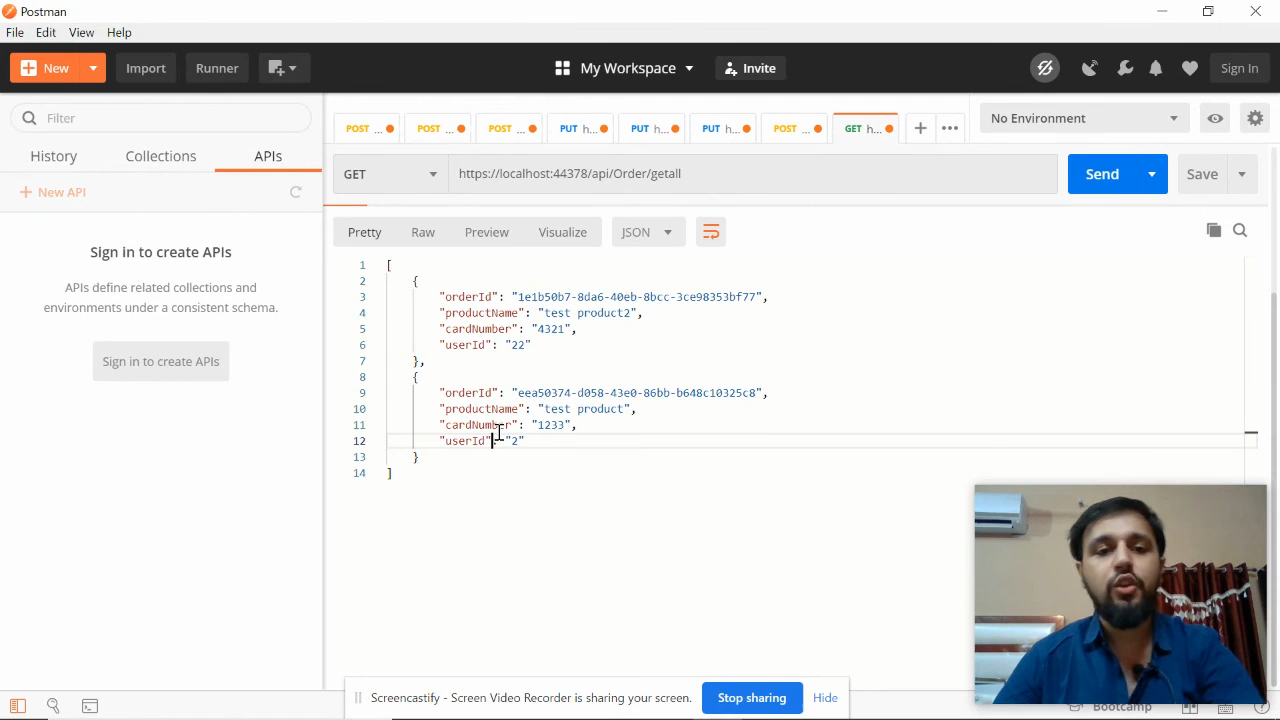 Postman
File Edit View Help
New Import Runner My Workspace Invite Sign In
Filter
History Collections APIs
New API
Sign in to create APIs
APIs define related collections and
environments under a consistent schema.
Sign in to create APIs
POST ... POST ... POST ... PUT h... PUT h... PUT h... POST ... GET h... No Environment
GET https://localhost:44378/api/Order/getall Send Save
Pretty Raw Preview Visualize JSON
1 [
2 {
3 "orderId": "1e1b50b7-8da6-40eb-8bcc-3ce98353bf77",
4 "productName": "test product2",
5 "cardNumber": "4321",
6 "userId": "22"
7 },
8 {
9 "orderId": "eea50374-d058-43e0-86bb-b648c10325c8",
10 "productName": "test product",
11 "cardNumber": "1233",
12 "userId": "2"
13 }
14 ]
Screencastify - Screen Video Recorder is sharing your screen. Stop sharing Hide
Bootcamp